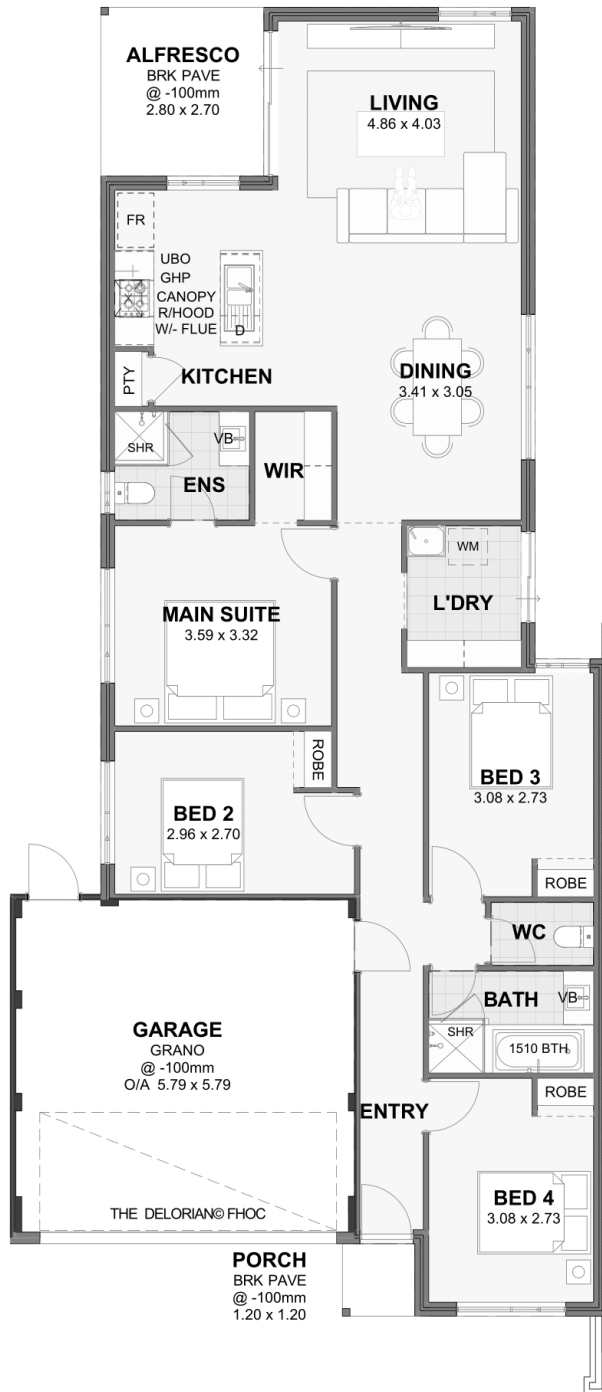 ALFRESCO
BRK PAVE
@ -100mm
2.80 x 2.70
LIVING
4.86 x 4.03
FR
UBO
GHP
CANOPY
R/HOOD
W/- FLUE
D
PTY
KITCHEN
DINING
3.41 x 3.05
SHR
VB
ENS
WIR
WM
L'DRY
MAIN SUITE
3.59 x 3.32
ROBE
BED 2
2.96 x 2.70
BED 3
3.08 x 2.73
ROBE
WC
BATH
VB
SHR
1510 BTH
GARAGE
GRANO
@ -100mm
O/A 5.79 x 5.79
ENTRY
ROBE
BED 4
3.08 x 2.73
THE DELORIAN© FHOC
PORCH
BRK PAVE
@ -100mm
1.20 x 1.20